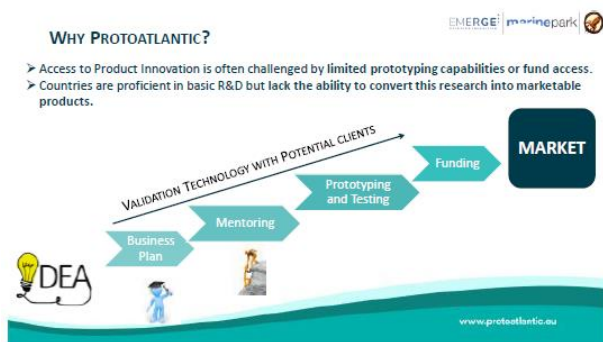 EMERGE marinepark
WHY PROTOATLANTIC?
➢ Access to Product Innovation is often challenged by limited prototyping capabilities or fund access.
➢ Countries are proficient in basic R&D but lack the ability to convert this research into marketable
products.
VALIDATION TECHNOLOGY WITH POTENTIAL CLIENTS
MARKET
Funding
Prototyping
and Testing
Mentoring
Business
Plan
IDEA
www.protoatlantic.eu